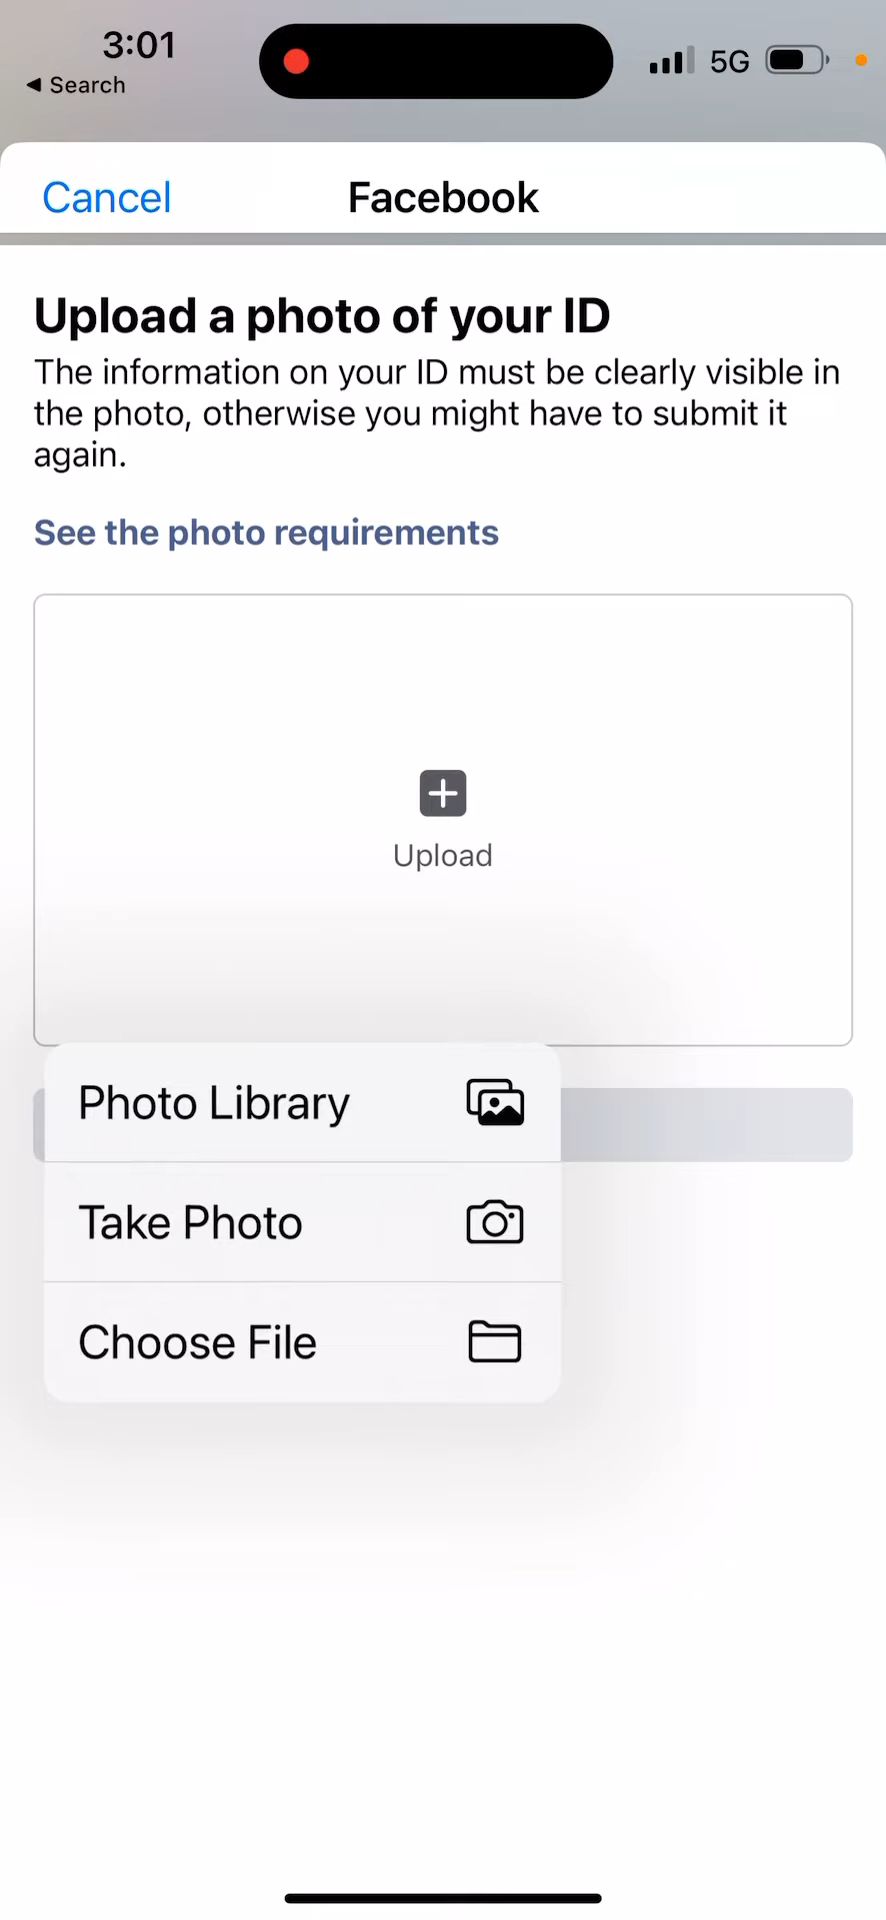 3:01
5G
◀ Search
Cancel
Facebook
Upload a photo of your ID
The information on your ID must be clearly visible in
the photo, otherwise you might have to submit it
again.
See the photo requirements
Upload
Photo Library
Take Photo
Choose File